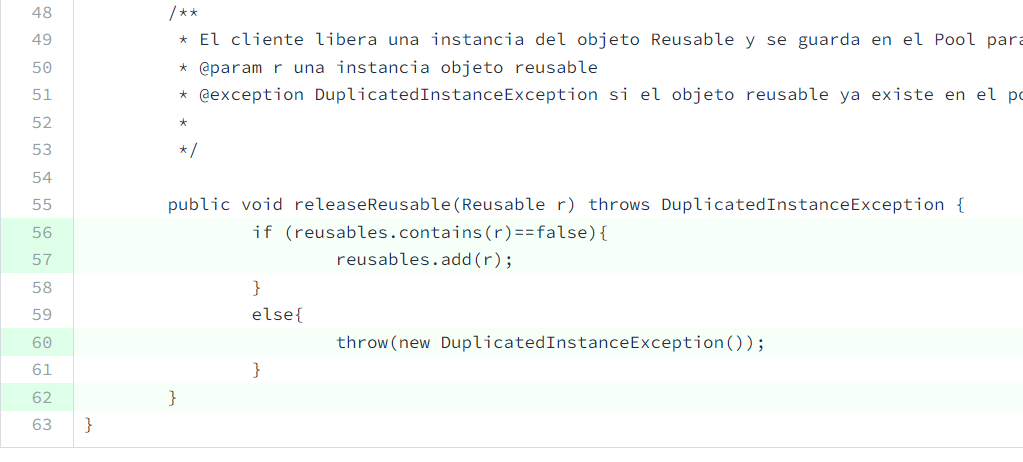 48 /**
49 * El cliente libera una instancia del objeto Reusable y se guarda en el Pool para
50 * @param r una instancia objeto reusable
51 * @exception DuplicatedInstanceException si el objeto reusable ya existe en el po
52 *
53 */
54
55 public void releaseReusable(Reusable r) throws DuplicatedInstanceException {
56 if (reusables.contains(r)==false){
57 reusables.add(r);
58 }
59 else{
60 throw(new DuplicatedInstanceException());
61 }
62 }
63 }